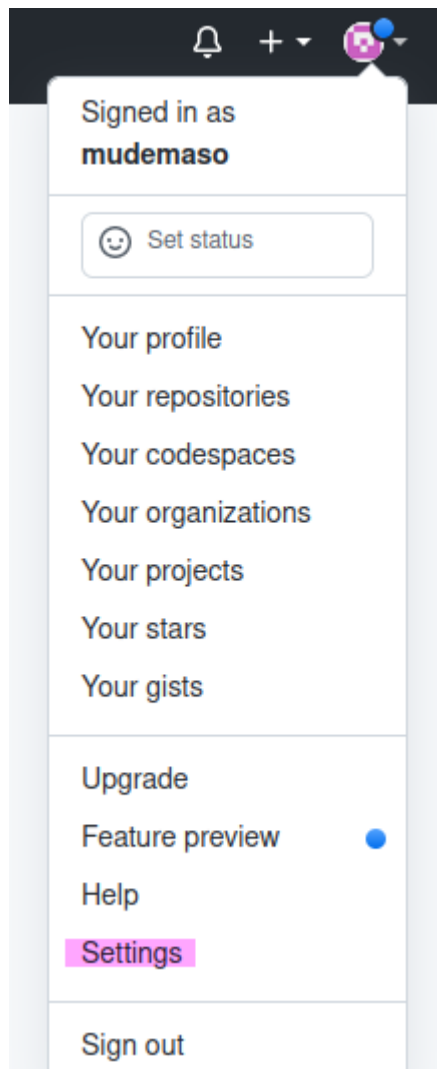 Signed in as
mudemaso
Set status
Your profile
Your repositories
Your codespaces
Your organizations
Your projects
Your stars
Your gists
Upgrade
Feature preview
Help
Settings
Sign out